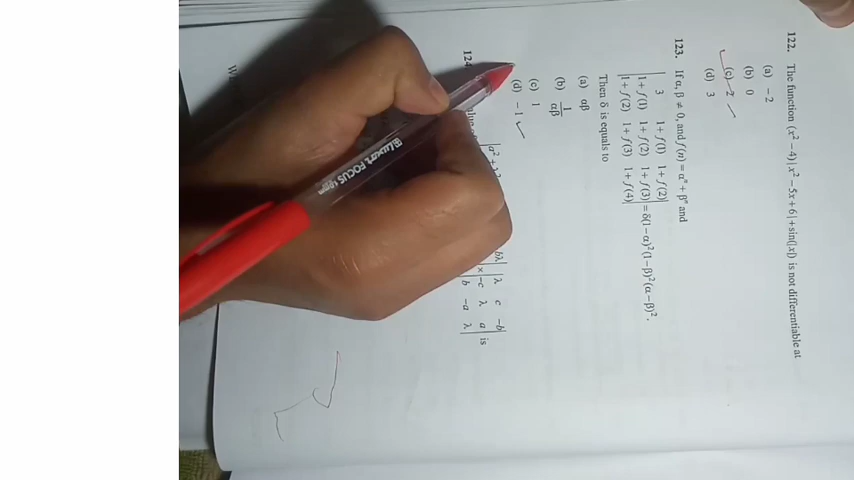 122. The function (x² − 4)|x² − 5x + 6| + sin(|x|) is not differentiable at
(a) −2
(b) 0
(c) 2
(d) 3
123. If α, β ≠ 0, and f(n) = αⁿ + βⁿ and
| 3 1 + f(1) 1 + f(2) |
| 1 + f(1) 1 + f(2) 1 + f(3) | = δ(1 − α)²(1 − β)²(α − β)².
| 1 + f(2) 1 + f(3) 1 + f(4) |
Then δ is equals to
(a) αβ
(b) 1/αβ
(c) 1
(d) −1
124.
bλ | | λ c −b |
× | −c λ a | is
| b −a λ |
Luxor FOCUS